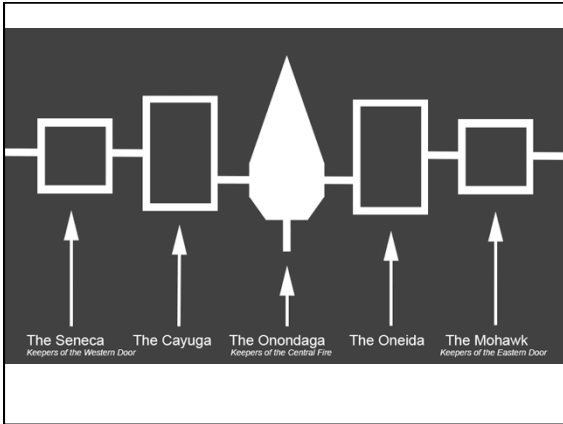 The Seneca
Keepers of the Western Door
The Cayuga
The Onondaga
Keepers of the Central Fire
The Oneida
The Mohawk
Keepers of the Eastern Door